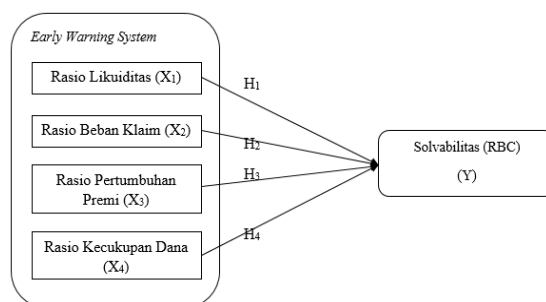 Early Warning System
Rasio Likuiditas (X1)
H1
Rasio Beban Klaim (X2)
H2
Rasio Pertumbuhan
Premi (X3)
H3
Rasio Kecukupan Dana
(X4)
H4
Solvabilitas (RBC)
(Y)